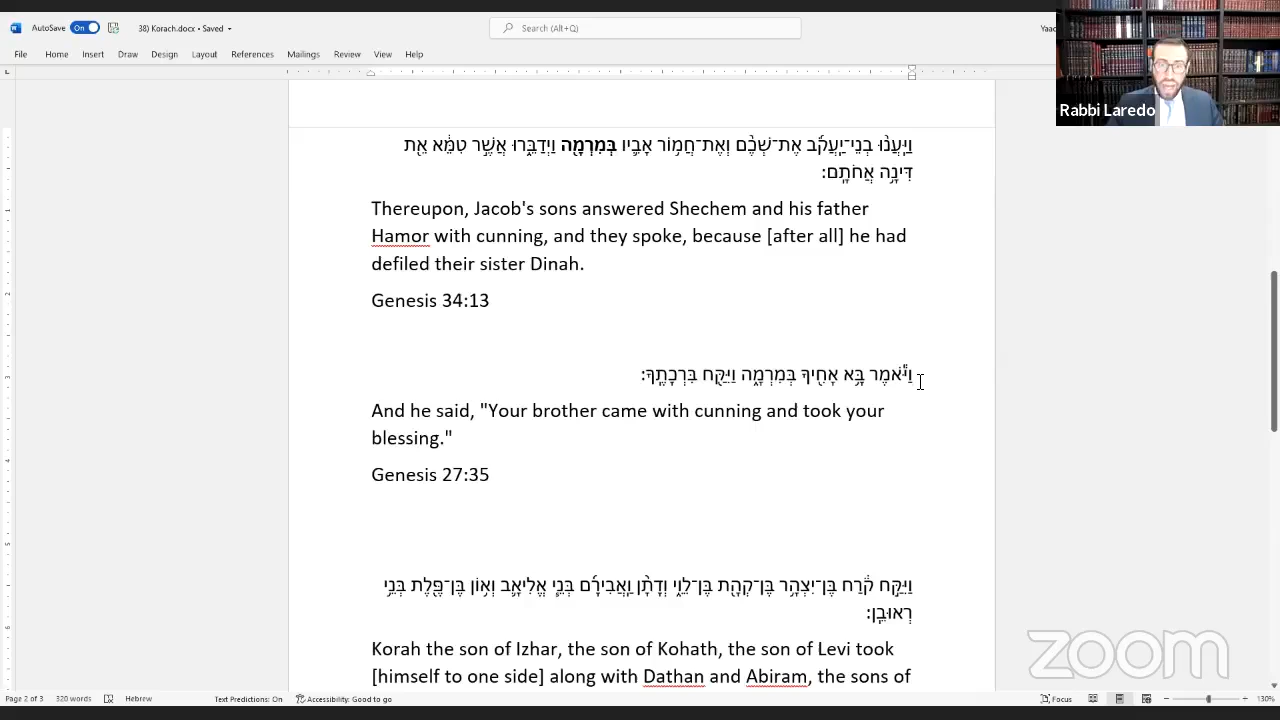 AutoSave On 38) Korach.docx • Saved Search (Alt+Q) Yaac
File Home Insert Draw Design Layout References Mailings Review View Help
Rabbi Laredo
וַיַּֽעֲנ֨וּ בְנֵי־יַֽעֲקֹ֜ב אֶת־שְׁכֶ֨ם וְאֶת־חֲמ֥וֹר אָבִ֛יו בְּמִרְמָ֖ה וַיְדַבֵּ֑רוּ אֲשֶׁ֣ר טִמֵּ֔א אֵ֖ת
דִּינָ֥ה אֲחֹתָֽם׃
Thereupon, Jacob's sons answered Shechem and his father
Hamor with cunning, and they spoke, because [after all] he had
defiled their sister Dinah.
Genesis 34:13
וַיֹּ֕אמֶר בָּ֥א אָחִ֖יךָ בְּמִרְמָ֑ה וַיִּקַּ֖ח בִּרְכָתֶֽךָ׃
And he said, "Your brother came with cunning and took your
blessing."
Genesis 27:35
וַיִּקַּ֣ח קֹ֔רַח בֶּן־יִצְהָ֥ר בֶּן־קְהָ֖ת בֶּן־לֵוִ֑י וְדָתָ֨ן וַֽאֲבִירָ֜ם בְּנֵ֧י אֱלִיאָ֛ב וְא֥וֹן בֶּן־פֶּ֖לֶת בְּנֵ֥י
רְאוּבֵֽן׃
Korah the son of Izhar, the son of Kohath, the son of Levi took
[himself to one side] along with Dathan and Abiram, the sons of
zoom
Page 2 of 3 320 words Hebrew Text Predictions: On Accessibility: Good to go Focus 130%